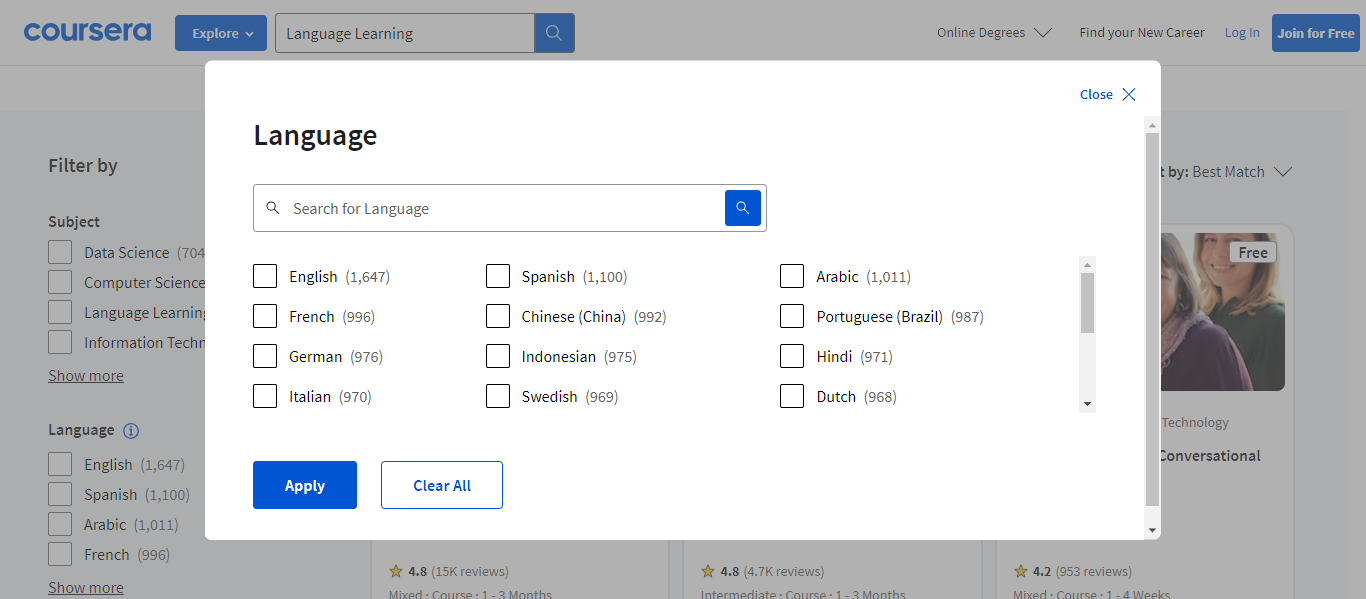 coursera
Explore
Language Learning
Online Degrees
Find your New Career
Log In
Join for Free
Close
Language
Search for Language
English (1,647)
Spanish (1,100)
Arabic (1,011)
French (996)
Chinese (China) (992)
Portuguese (Brazil) (987)
German (976)
Indonesian (975)
Hindi (971)
Italian (970)
Swedish (969)
Dutch (968)
Apply
Clear All
Filter by
Subject
Data Science (704
Computer Science
Language Learning
Information Techn
Show more
Language
English (1,647)
Spanish (1,100)
Arabic (1,011)
French (996)
Show more
t by: Best Match
Free
Technology
Conversational
4.8 (15K reviews)
Mixed · Course · 1 - 3 Months
4.8 (4.7K reviews)
Intermediate · Course · 1 - 3 Months
4.2 (953 reviews)
Mixed · Course · 1 - 4 Weeks